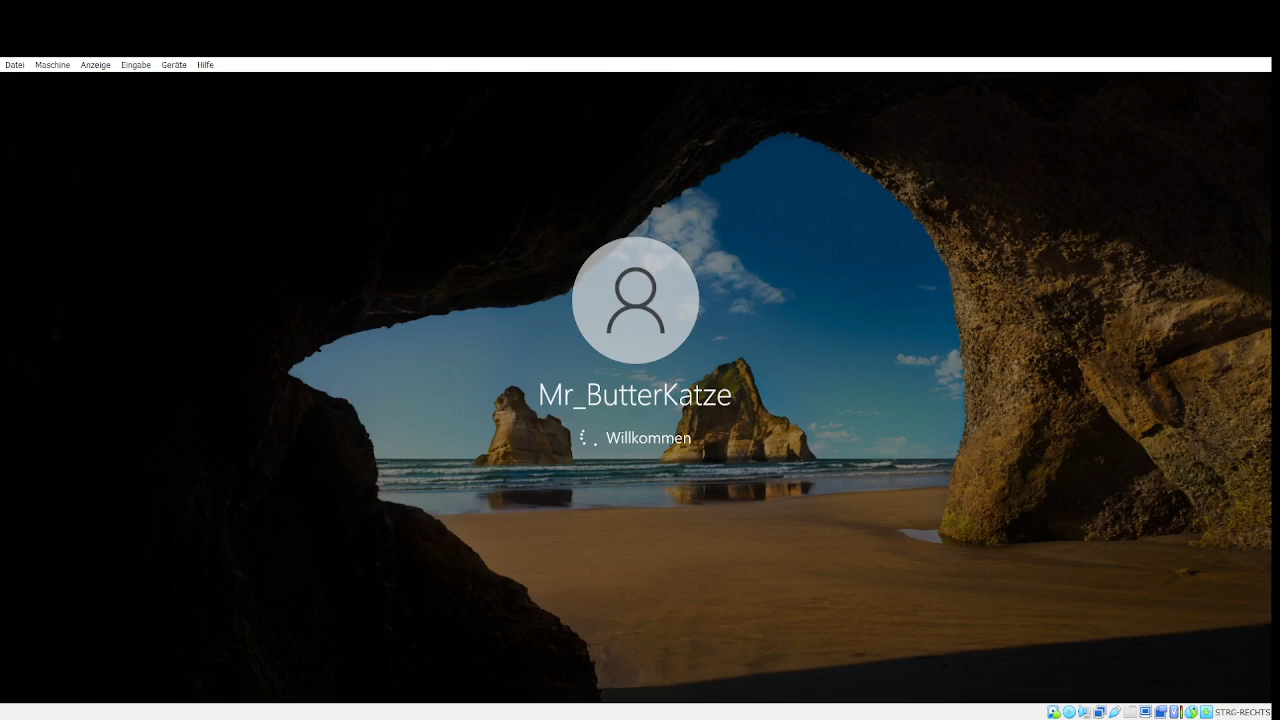 Datei Maschine Anzeige Eingabe Geräte Hilfe
Mr_ButterKatze
Willkommen
STRG-RECHTS